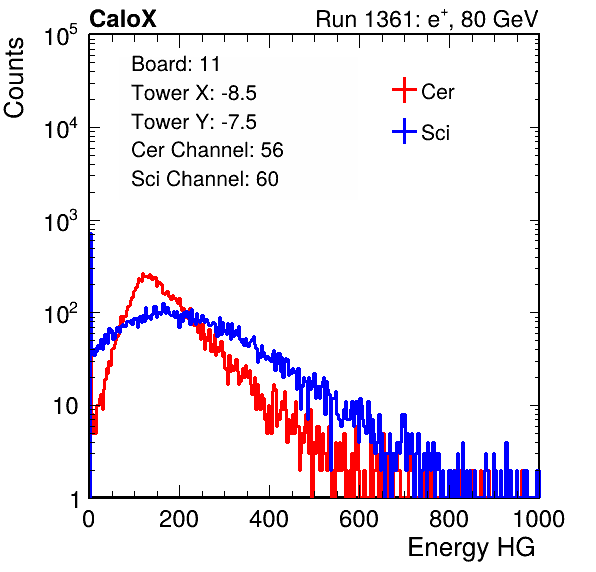 CaloX Run 1361: e⁺, 80 GeV
Counts
Board: 11
Tower X: -8.5
Tower Y: -7.5
Cer Channel: 56
Sci Channel: 60
Cer
Sci
10⁵
10⁴
10³
10²
10
1
0 200 400 600 800 1000
Energy HG